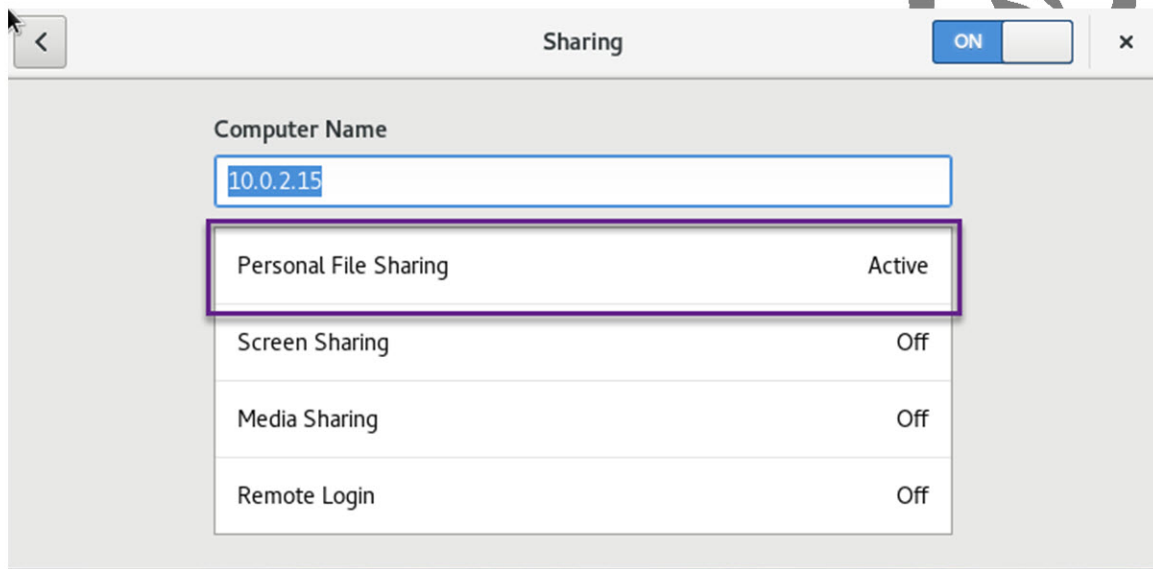 Sharing ON ×
Computer Name
10.0.2.15
Personal File Sharing Active
Screen Sharing Off
Media Sharing Off
Remote Login Off